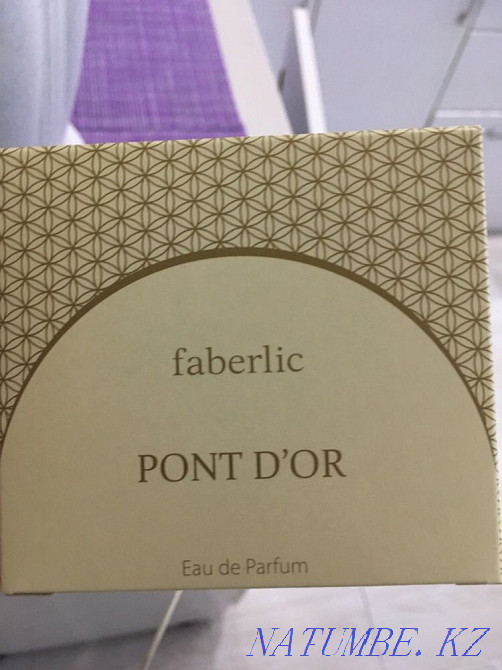 faberlic
PONT D’OR
Eau de Parfum
NATUMBE. KZ